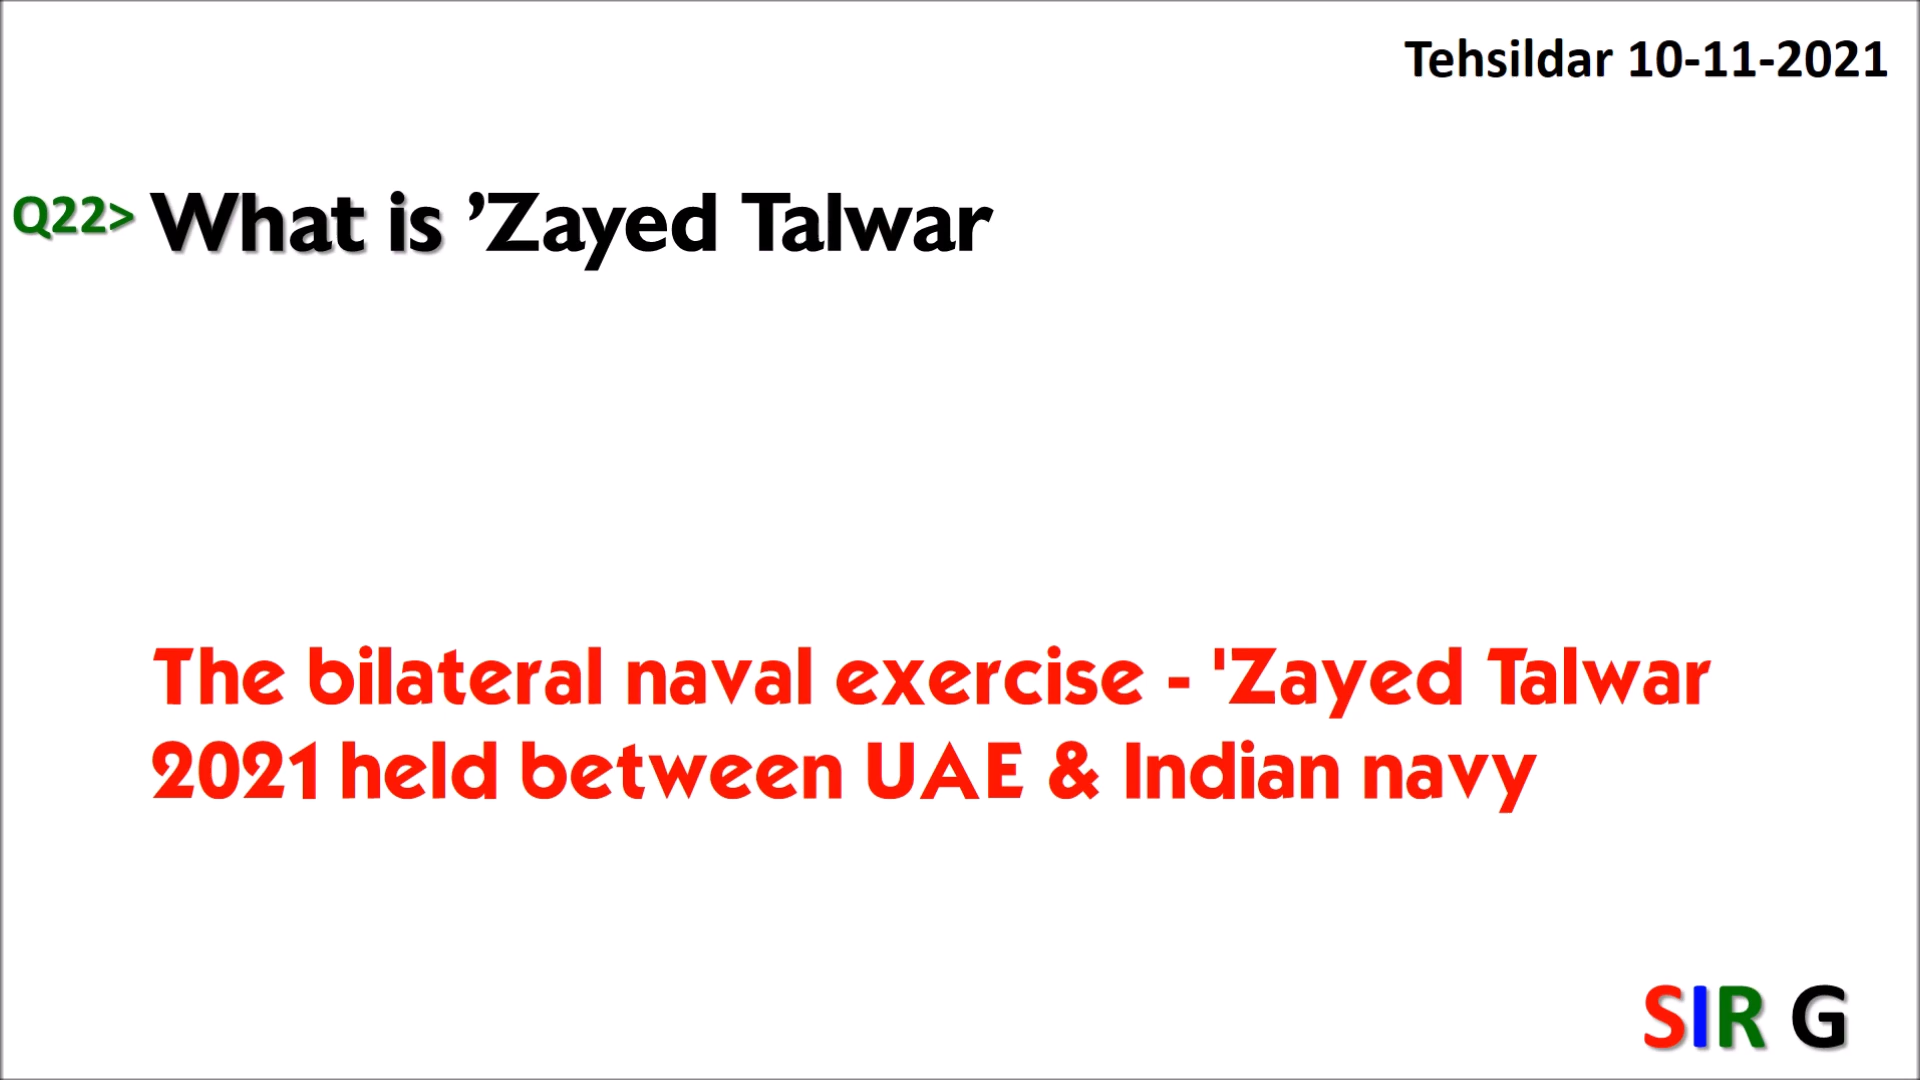 Tehsildar 10-11-2021
Q22> What is ’Zayed Talwar
The bilateral naval exercise - 'Zayed Talwar
2021 held between UAE & Indian navy
SIR G